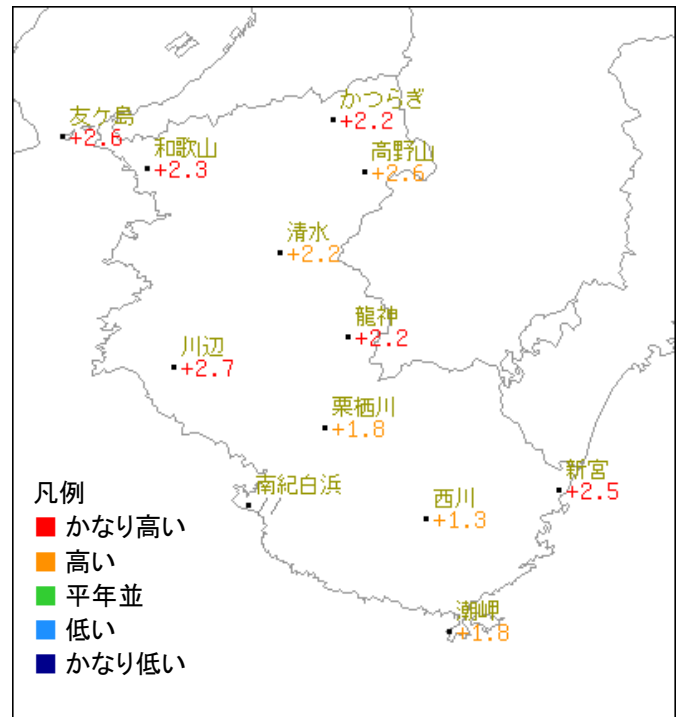 かつらぎ
+2.2
友ケ島
+2.6
和歌山
+2.3
高野山
+2.6
清水
+2.2
龍神
+2.2
川辺
+2.7
栗栖川
+1.8
新宮
+2.5
南紀白浜
西川
+1.3
潮岬
+1.8
凡例
かなり高い
高い
平年並
低い
かなり低い